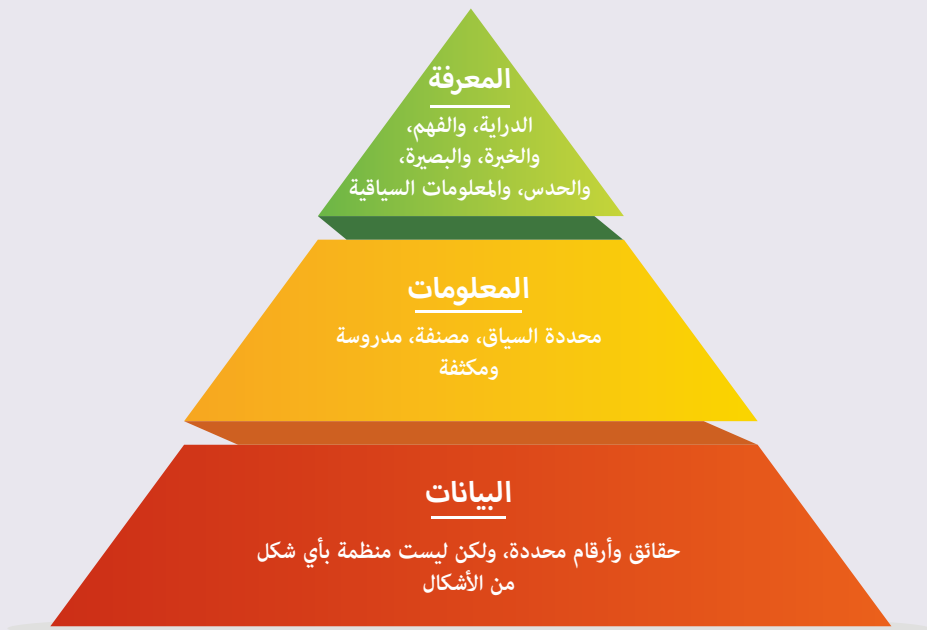 المعرفة
الدراية، والفهم،
والخبرة، والبصيرة،
والحدس، والمعلومات السياقية
المعلومات
محددة السياق، مصنفة، مدروسة
ومكثفة
البيانات
حقائق وأرقام محددة، ولكن ليست منظمة بأي شكل
من الأشكال